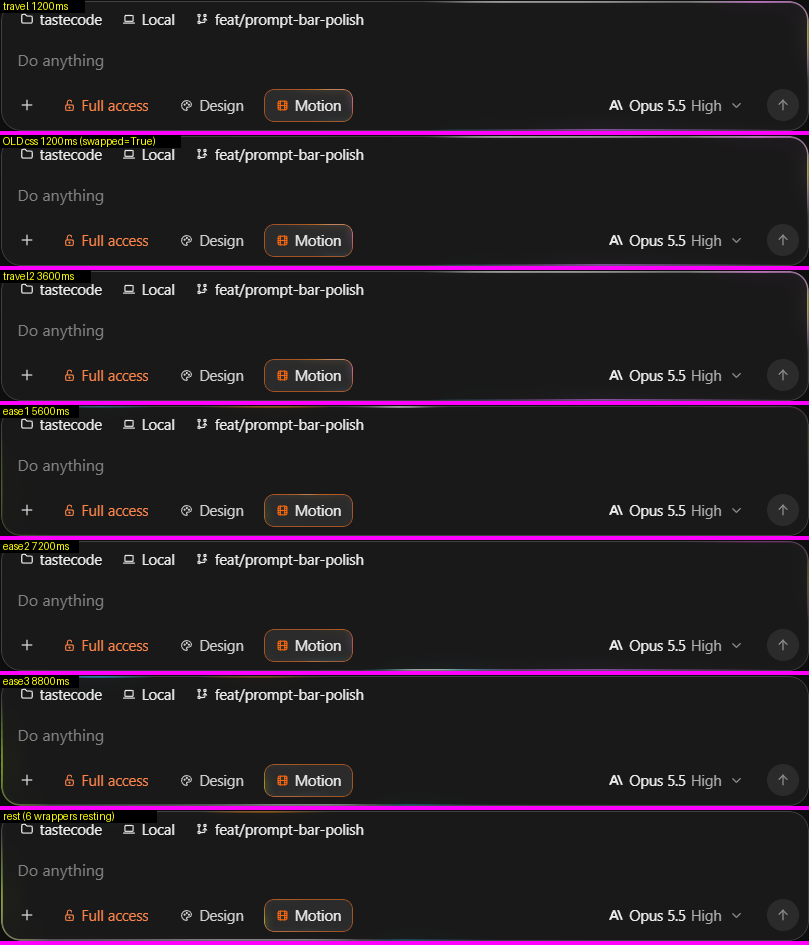 travel 1200ms
tastecode Local feat/prompt-bar-polish
Do anything
+ Full access Design Motion Opus 5.5 High
OLD css 1200ms (swapped=True)
tastecode Local feat/prompt-bar-polish
Do anything
+ Full access Design Motion Opus 5.5 High
travel2 3600ms
tastecode Local feat/prompt-bar-polish
Do anything
+ Full access Design Motion Opus 5.5 High
ease1 5600ms
tastecode Local feat/prompt-bar-polish
Do anything
+ Full access Design Motion Opus 5.5 High
ease2 7200ms
tastecode Local feat/prompt-bar-polish
Do anything
+ Full access Design Motion Opus 5.5 High
ease3 8800ms
tastecode Local feat/prompt-bar-polish
Do anything
+ Full access Design Motion Opus 5.5 High
rest (6 wrappers resting)
tastecode Local feat/prompt-bar-polish
Do anything
+ Full access Design Motion Opus 5.5 High